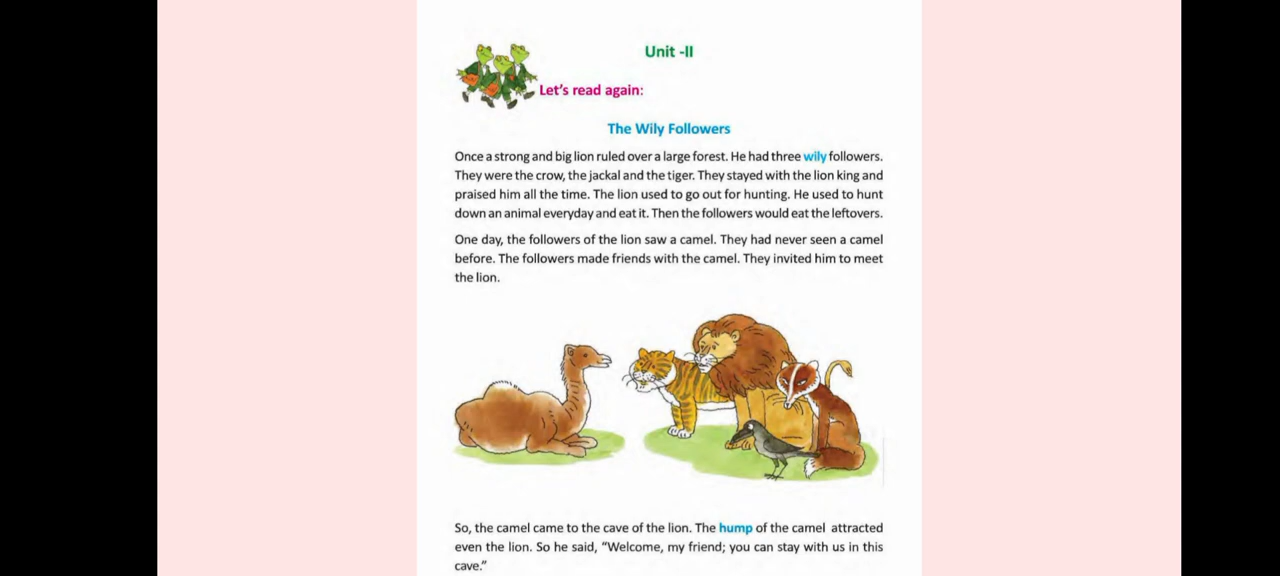 Unit -II
Let's read again:
The Wily Followers
Once a strong and big lion ruled over a large forest. He had three wily followers.
They were the crow, the jackal and the tiger. They stayed with the lion king and
praised him all the time. The lion used to go out for hunting. He used to hunt
down an animal everyday and eat it. Then the followers would eat the leftovers.
One day, the followers of the lion saw a camel. They had never seen a camel
before. The followers made friends with the camel. They invited him to meet
the lion.
So, the camel came to the cave of the lion. The hump of the camel attracted
even the lion. So he said, “Welcome, my friend; you can stay with us in this
cave.”